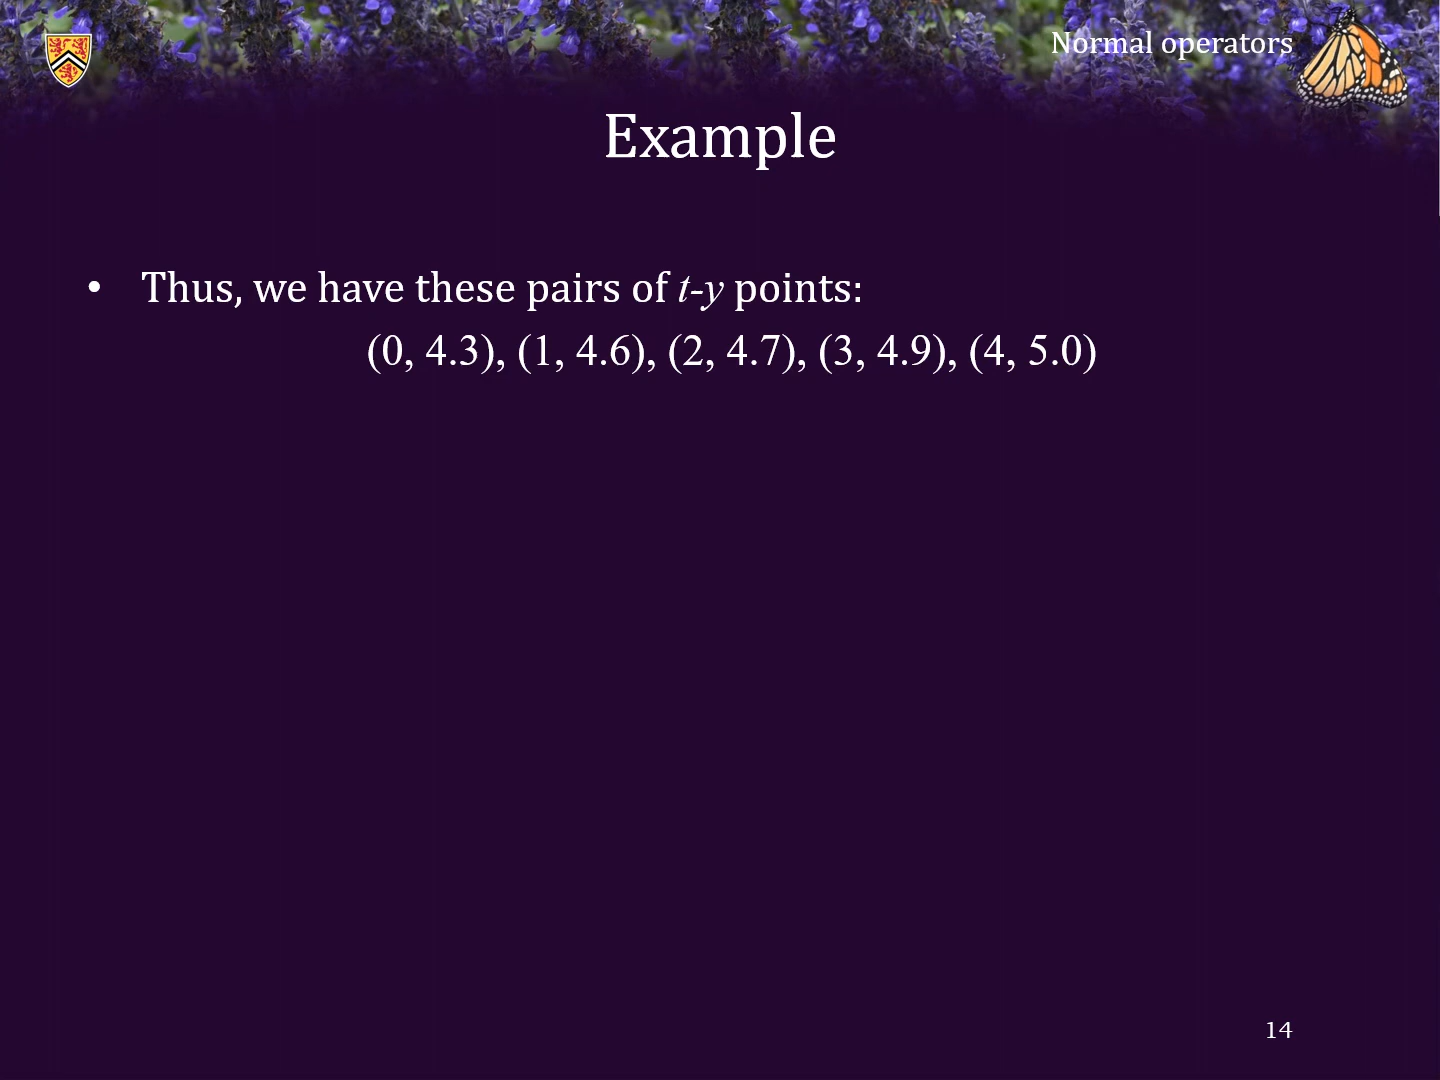 Normal operators
Example
• Thus, we have these pairs of t-y points:
(0, 4.3), (1, 4.6), (2, 4.7), (3, 4.9), (4, 5.0)
14